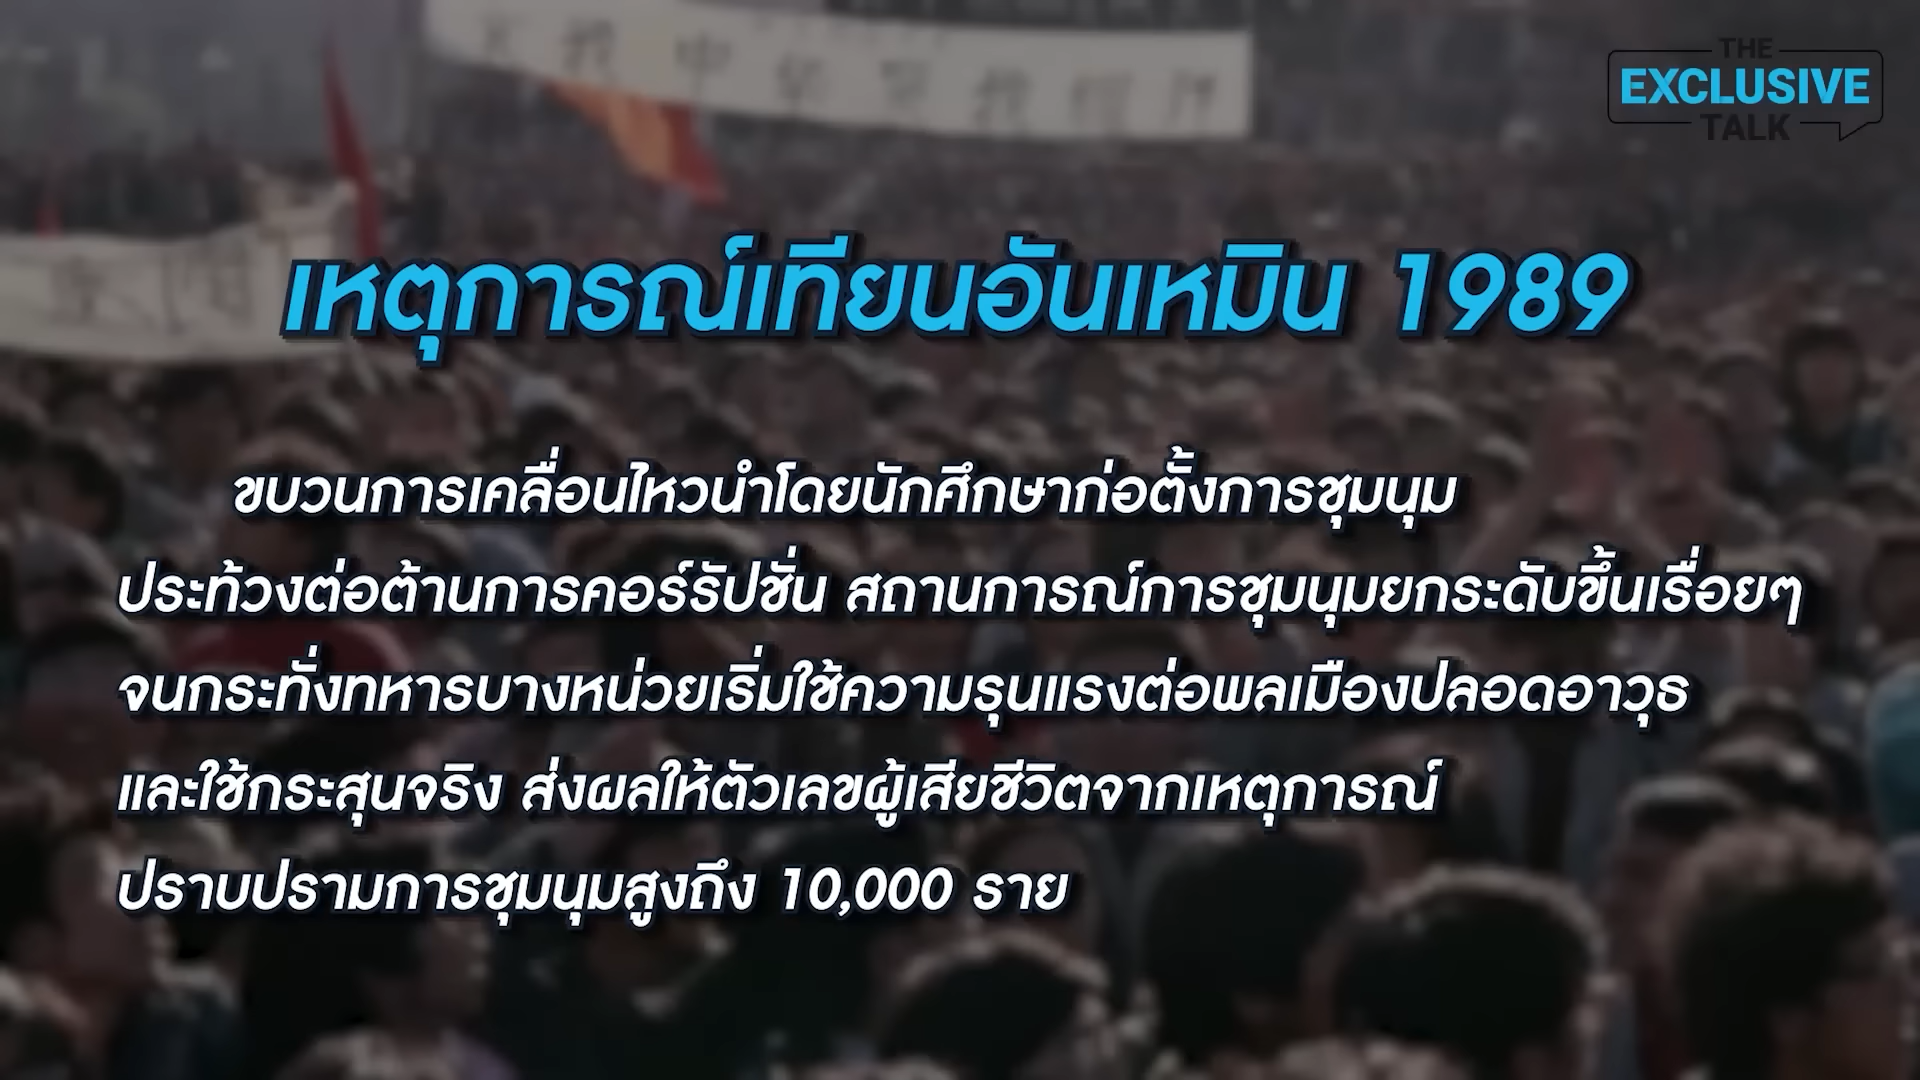 THE
EXCLUSIVE
TALK
เหตุการณ์เทียนอันเหมิน 1989
ขบวนการเคลื่อนไหวนำโดยนักศึกษาก่อตั้งการชุมนุม
ประท้วงต่อต้านการคอร์รัปชั่น สถานการณ์การชุมนุมยกระดับขึ้นเรื่อยๆ
จนกระทั่งทหารบางหน่วยเริ่มใช้ความรุนแรงต่อพลเมืองปลอดอาวุธ
และใช้กระสุนจริง ส่งผลให้ตัวเลขผู้เสียชีวิตจากเหตุการณ์
ปราบปรามการชุมนุมสูงถึง 10,000 ราย